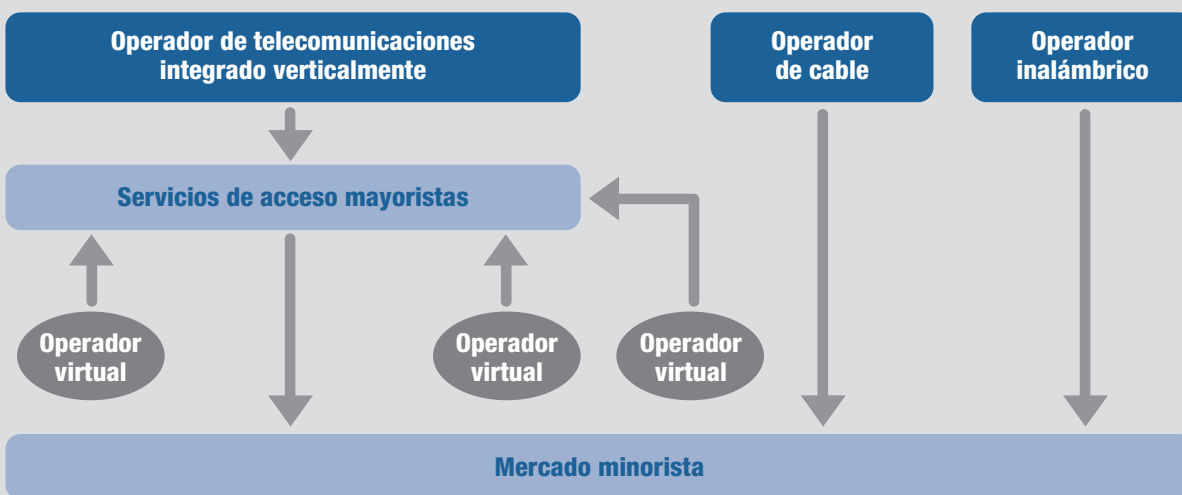 Operador de telecomunicaciones
integrado verticalmente
Operador
de cable
Operador
inalámbrico
Servicios de acceso mayoristas
Operador
virtual
Operador
virtual
Operador
virtual
Mercado minorista